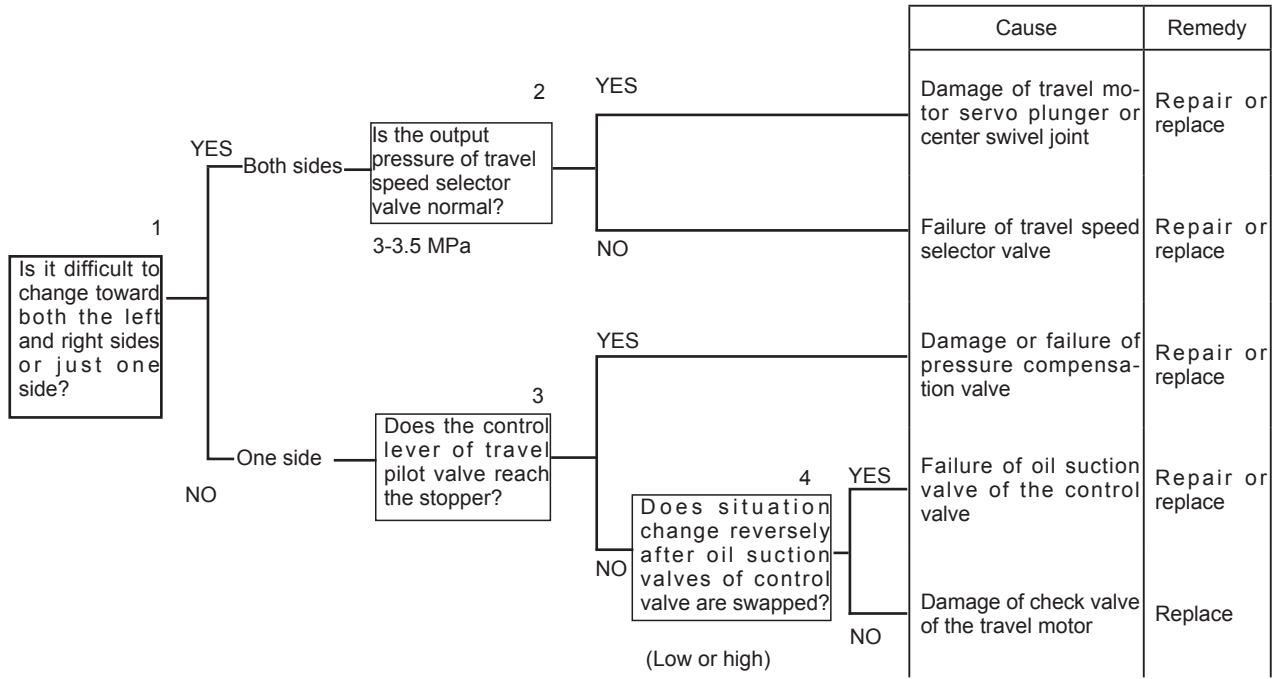 Cause
Remedy
1
Is it difficult to
change toward
both the left
and right sides
or just one
side?
YES
Both sides
2
Is the output
pressure of travel
speed selector
valve normal?
3-3.5 MPa
YES
Damage of travel mo-
tor servo plunger or
center swivel joint
Repair or
replace
NO
Failure of travel speed
selector valve
Repair or
replace
NO
One side
3
Does the control
lever of travel
pilot valve reach
the stopper?
YES
Damage or failure of
pressure compensa-
tion valve
Repair or
replace
NO
4
Does situation
change reversely
after oil suction
valves of control
valve are swapped?
(Low or high)
YES
Failure of oil suction
valve of the control
valve
Repair or
replace
NO
Damage of check valve
of the travel motor
Replace